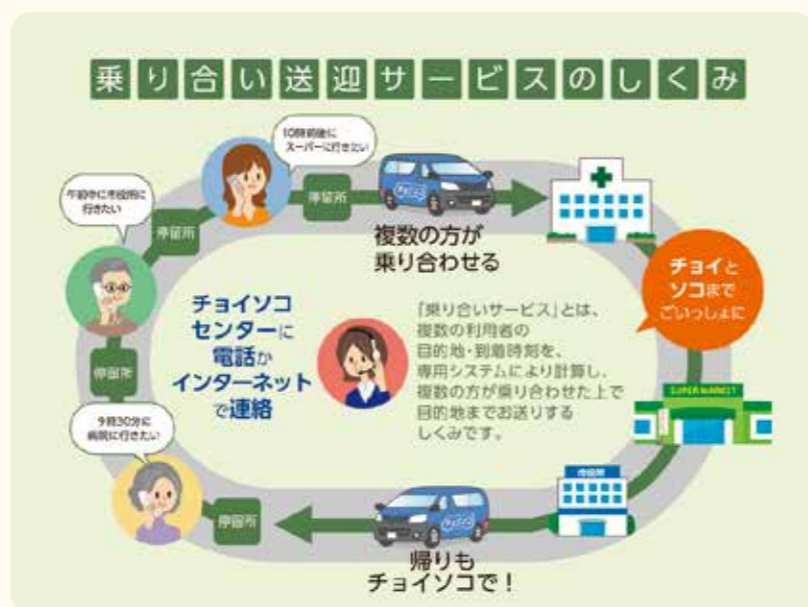 乗り合い送迎サービスのしくみ
10時前後に
スーパーに行きたい
午前中に市役所に
行きたい
停留所
停留所
複数の方が
乗り合わせる
チョイと
ソコまで
ごいっしょに
チョイソコ
センターに
電話か
インターネット
で連絡
「乗り合いサービス」とは、
複数の利用者の
目的地・到着時刻を、
専用システムにより計算し、
複数の方が乗り合わせた上で
目的地までお送りする
しくみです。
停留所
SUPER MARKET
9時30分に
病院に行きたい
市役所
停留所
帰りも
チョイソコで!